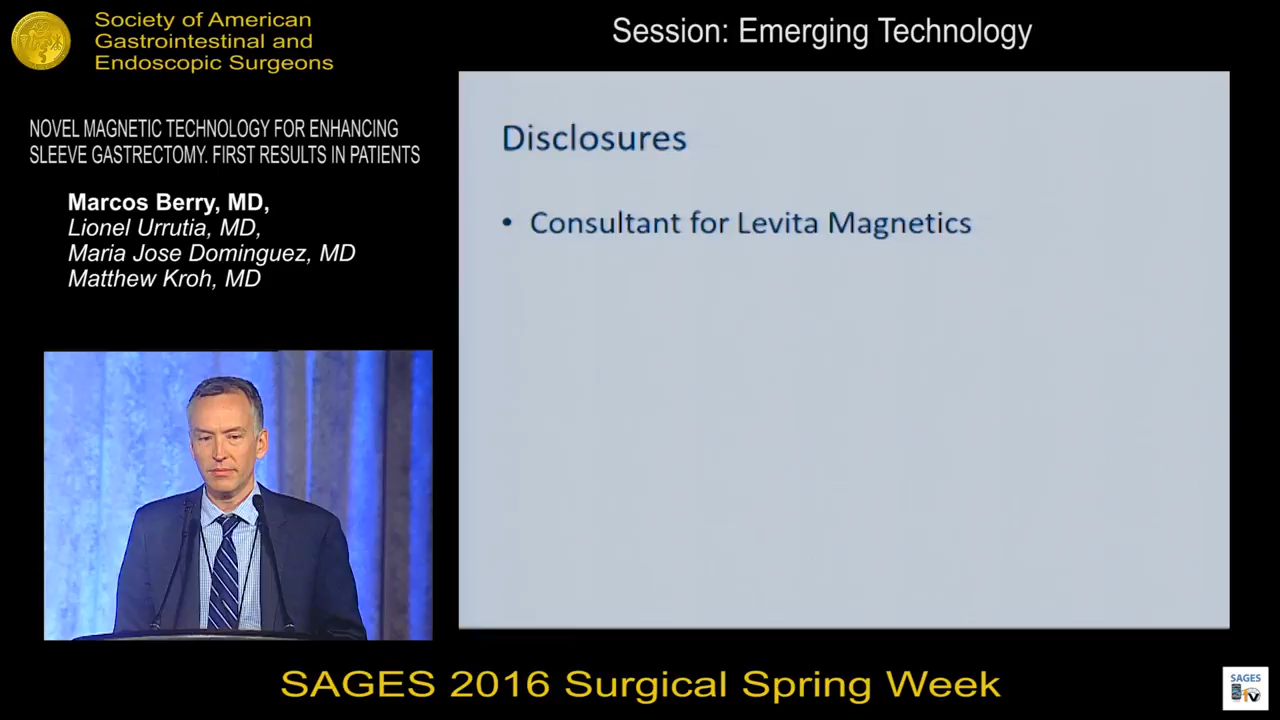 Society of American
Gastrointestinal and
Endoscopic Surgeons
Session: Emerging Technology
NOVEL MAGNETIC TECHNOLOGY FOR ENHANCING
SLEEVE GASTRECTOMY. FIRST RESULTS IN PATIENTS
Marcos Berry, MD,
Lionel Urrutia, MD,
Maria Jose Dominguez, MD
Matthew Kroh, MD
Disclosures
• Consultant for Levita Magnetics
SAGES 2016 Surgical Spring Week
SAGES
TV